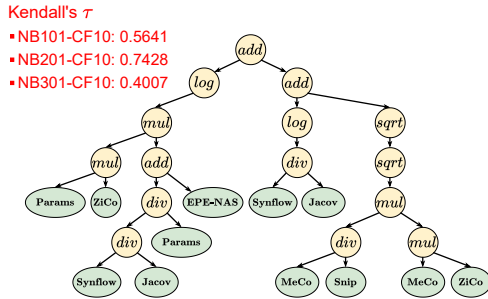 Kendall's τ
▪NB101-CF10: 0.5641
▪NB201-CF10: 0.7428
▪NB301-CF10: 0.4007
add
log add
mul log sqrt
mul add div sqrt
Params ZiCo div EPE-NAS Synflow Jacov mul
div Params div mul
Synflow Jacov MeCo Snip MeCo ZiCo